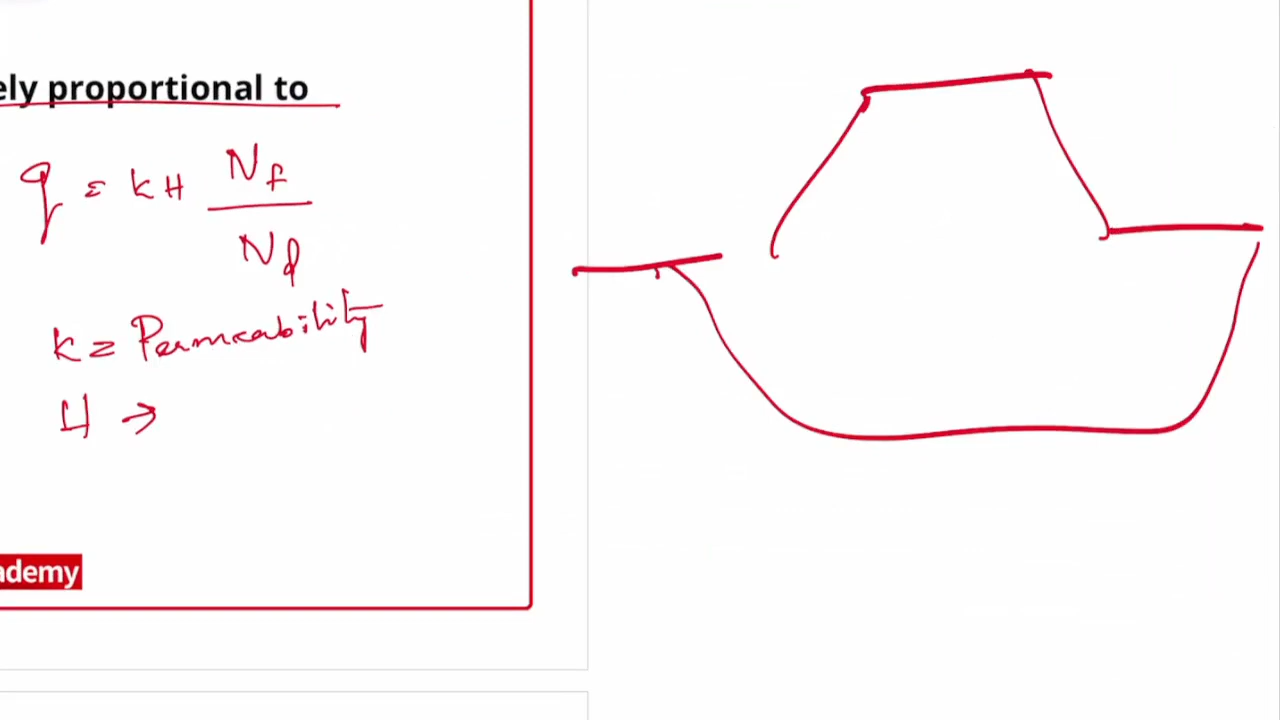 ely proportional to
q = kH Nf
Nd
k = Permeability
H →
ademy